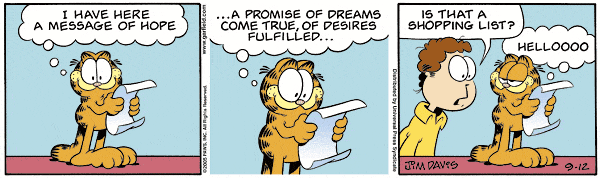 I HAVE HERE
A MESSAGE OF HOPE
© 2005 PAWS, INC. All Rights Reserved.
www.garfield.com
...A PROMISE OF DREAMS
COME TRUE, OF DESIRES
FULFILLED...
Distributed by Universal Press Syndicate
IS THAT A
SHOPPING LIST?
HELLOOOO
JIM DAVIS
9-12